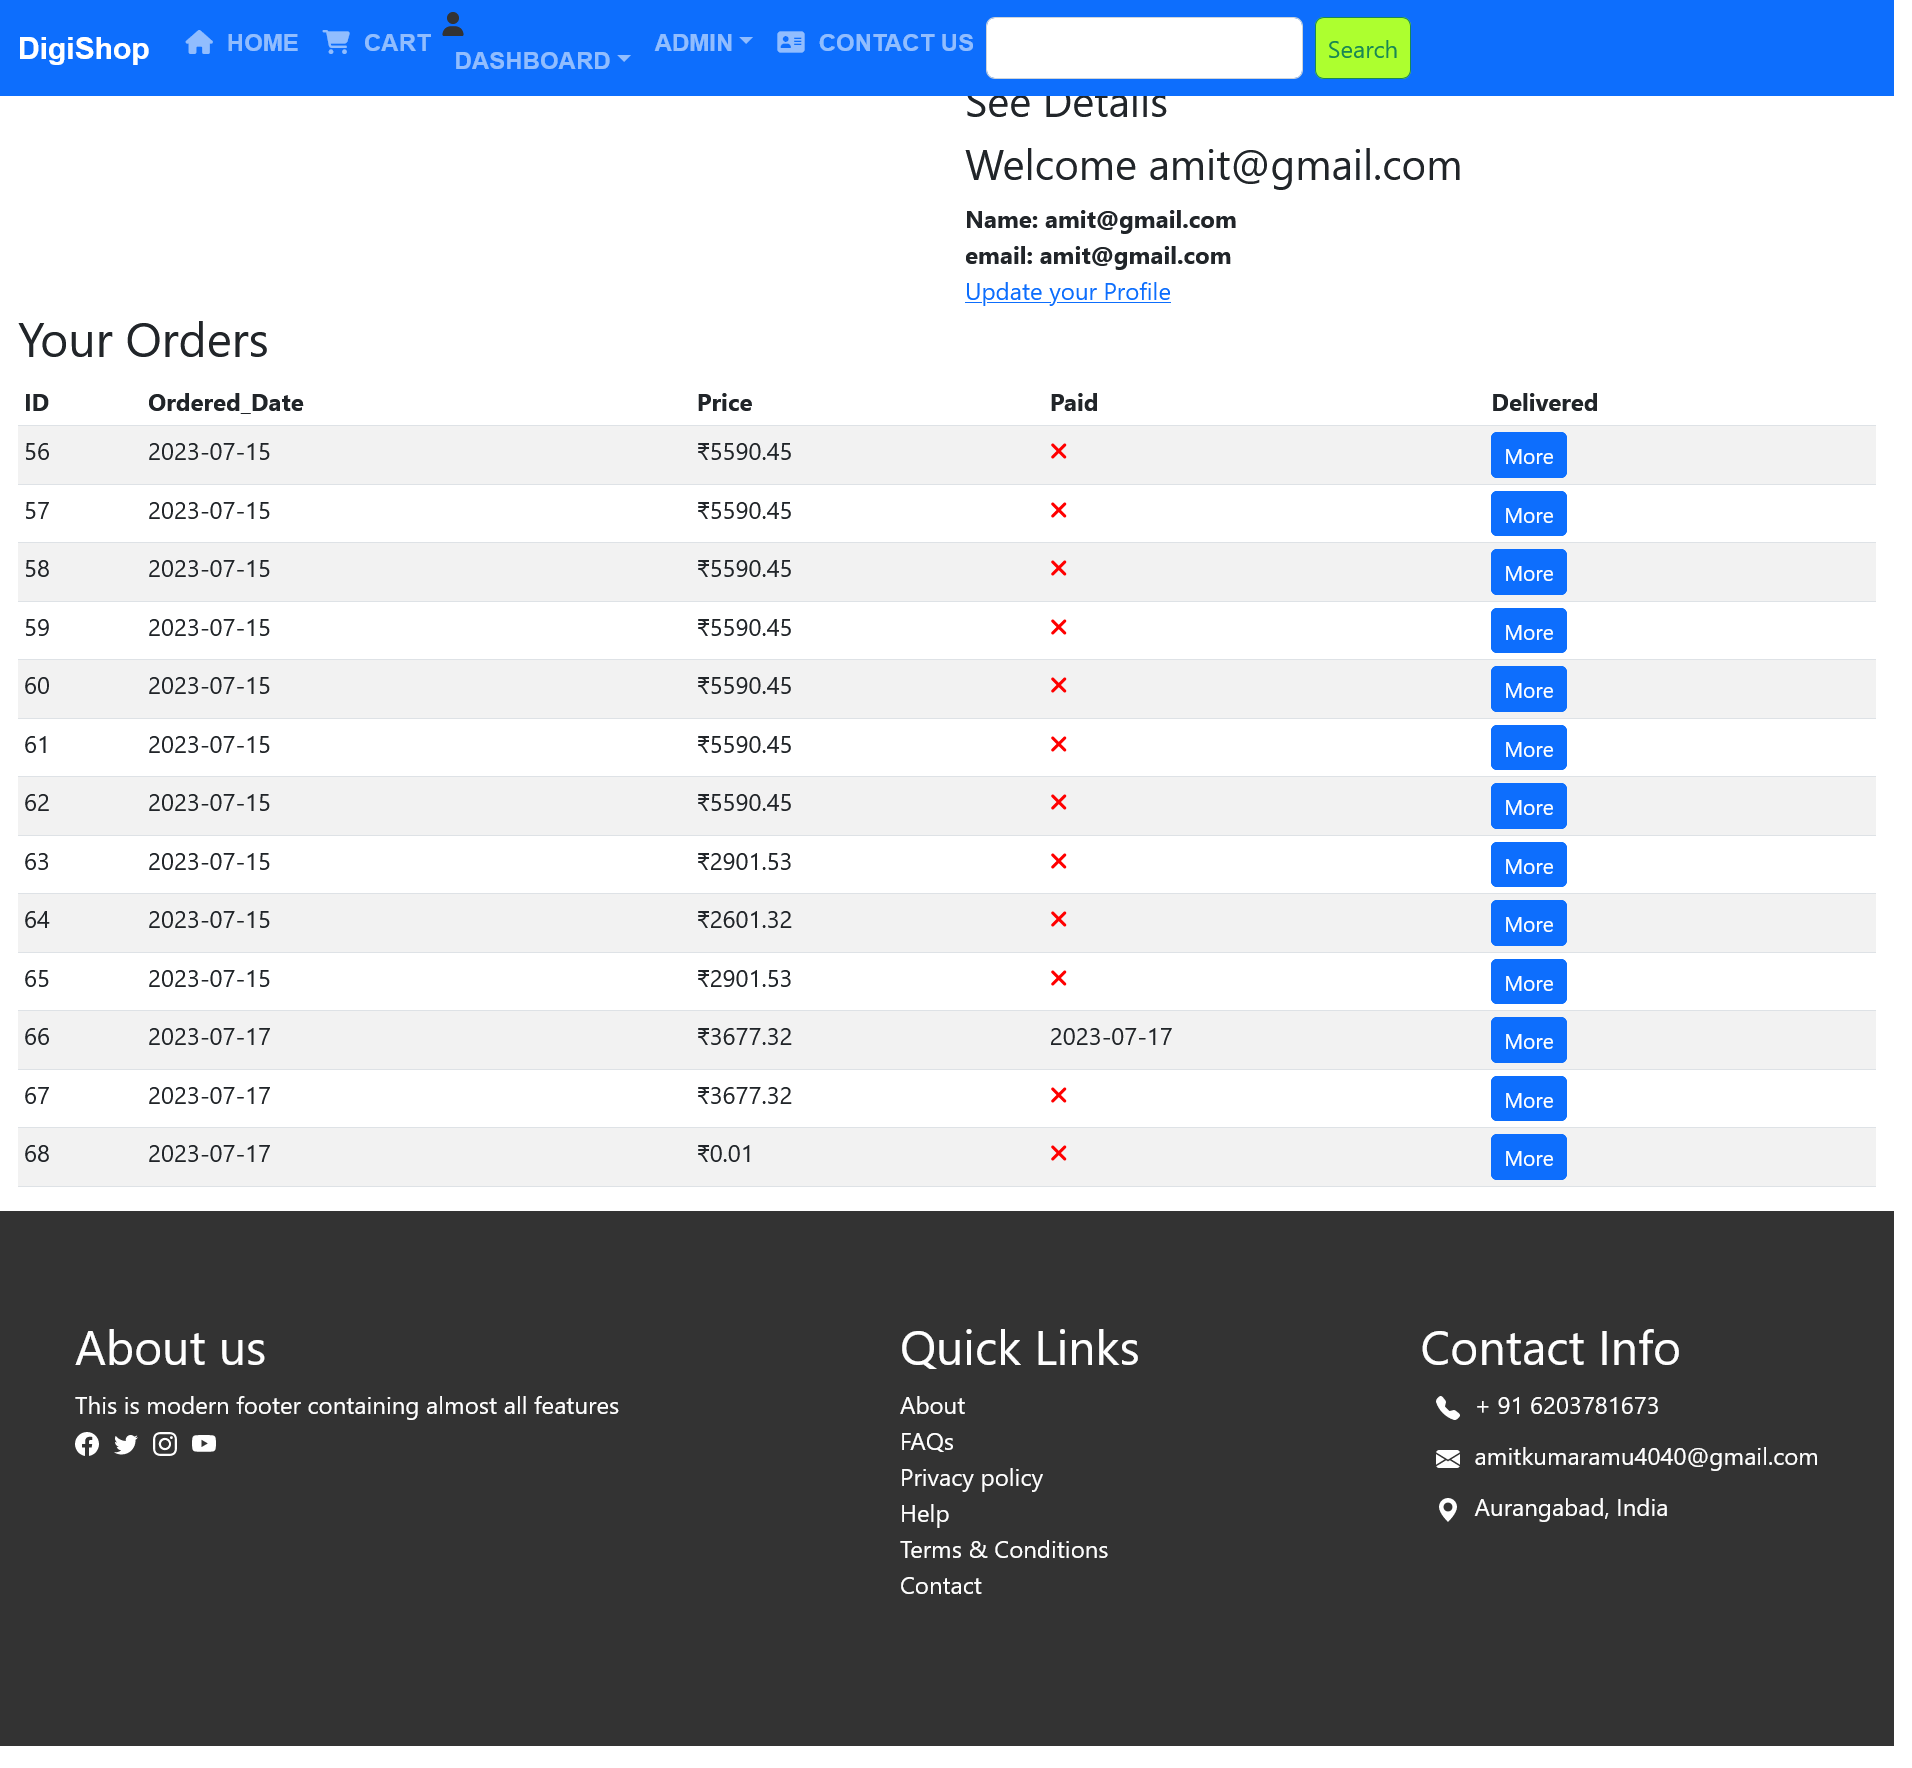 DigiShop HOME CART DASHBOARD ADMIN CONTACT US Search
See Details
Welcome amit@gmail.com
Name: amit@gmail.com
email: amit@gmail.com
Update your Profile
Your Orders
ID Ordered_Date Price Paid Delivered
56 2023-07-15 ₹5590.45 More
57 2023-07-15 ₹5590.45 More
58 2023-07-15 ₹5590.45 More
59 2023-07-15 ₹5590.45 More
60 2023-07-15 ₹5590.45 More
61 2023-07-15 ₹5590.45 More
62 2023-07-15 ₹5590.45 More
63 2023-07-15 ₹2901.53 More
64 2023-07-15 ₹2601.32 More
65 2023-07-15 ₹2901.53 More
66 2023-07-17 ₹3677.32 2023-07-17 More
67 2023-07-17 ₹3677.32 More
68 2023-07-17 ₹0.01 More
About us
This is modern footer containing almost all features
Quick Links
About
FAQs
Privacy policy
Help
Terms & Conditions
Contact
Contact Info
+ 91 6203781673
amitkumaramu4040@gmail.com
Aurangabad, India